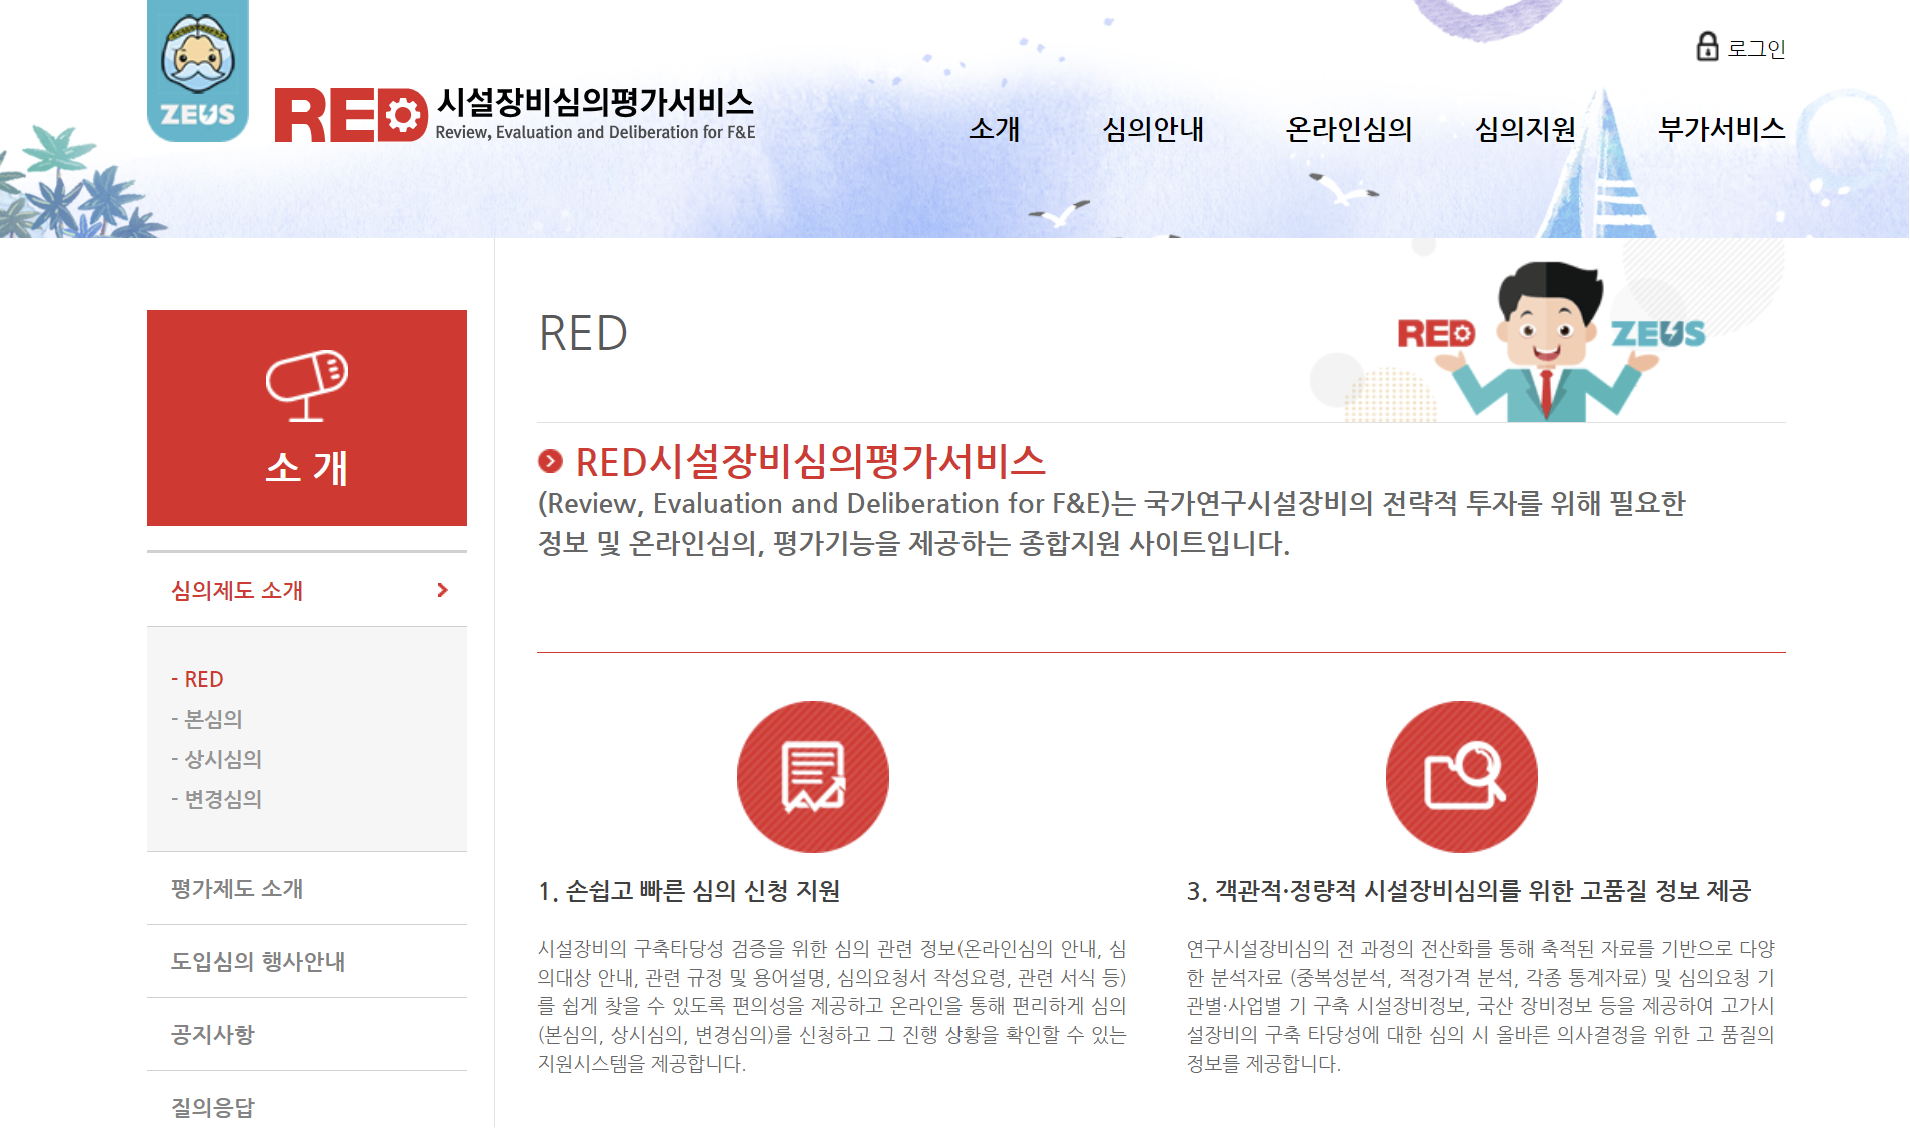 로그인
ZEUS
RED 시설장비심의평가서비스
Review, Evaluation and Deliberation for F&E
소개 심의안내 온라인심의 심의지원 부가서비스
소 개
심의제도 소개
- RED
- 본심의
- 상시심의
- 변경심의
평가제도 소개
도입심의 행사안내
공지사항
질의응답
RED
RED ZEUS
RED시설장비심의평가서비스
(Review, Evaluation and Deliberation for F&E)는 국가연구시설장비의 전략적 투자를 위해 필요한
정보 및 온라인심의, 평가기능을 제공하는 종합지원 사이트입니다.
1. 손쉽고 빠른 심의 신청 지원
시설장비의 구축타당성 검증을 위한 심의 관련 정보(온라인심의 안내, 심
의대상 안내, 관련 규정 및 용어설명, 심의요청서 작성요령, 관련 서식 등)
를 쉽게 찾을 수 있도록 편의성을 제공하고 온라인을 통해 편리하게 심의
(본심의, 상시심의, 변경심의)를 신청하고 그 진행 상황을 확인할 수 있는
지원시스템을 제공합니다.
3. 객관적·정량적 시설장비심의를 위한 고품질 정보 제공
연구시설장비심의 전 과정의 전산화를 통해 축적된 자료를 기반으로 다양
한 분석자료 (중복성분석, 적정가격 분석, 각종 통계자료) 및 심의요청 기
관별·사업별 기 구축 시설장비정보, 국산 장비정보 등을 제공하여 고가시
설장비의 구축 타당성에 대한 심의 시 올바른 의사결정을 위한 고 품질의
정보를 제공합니다.